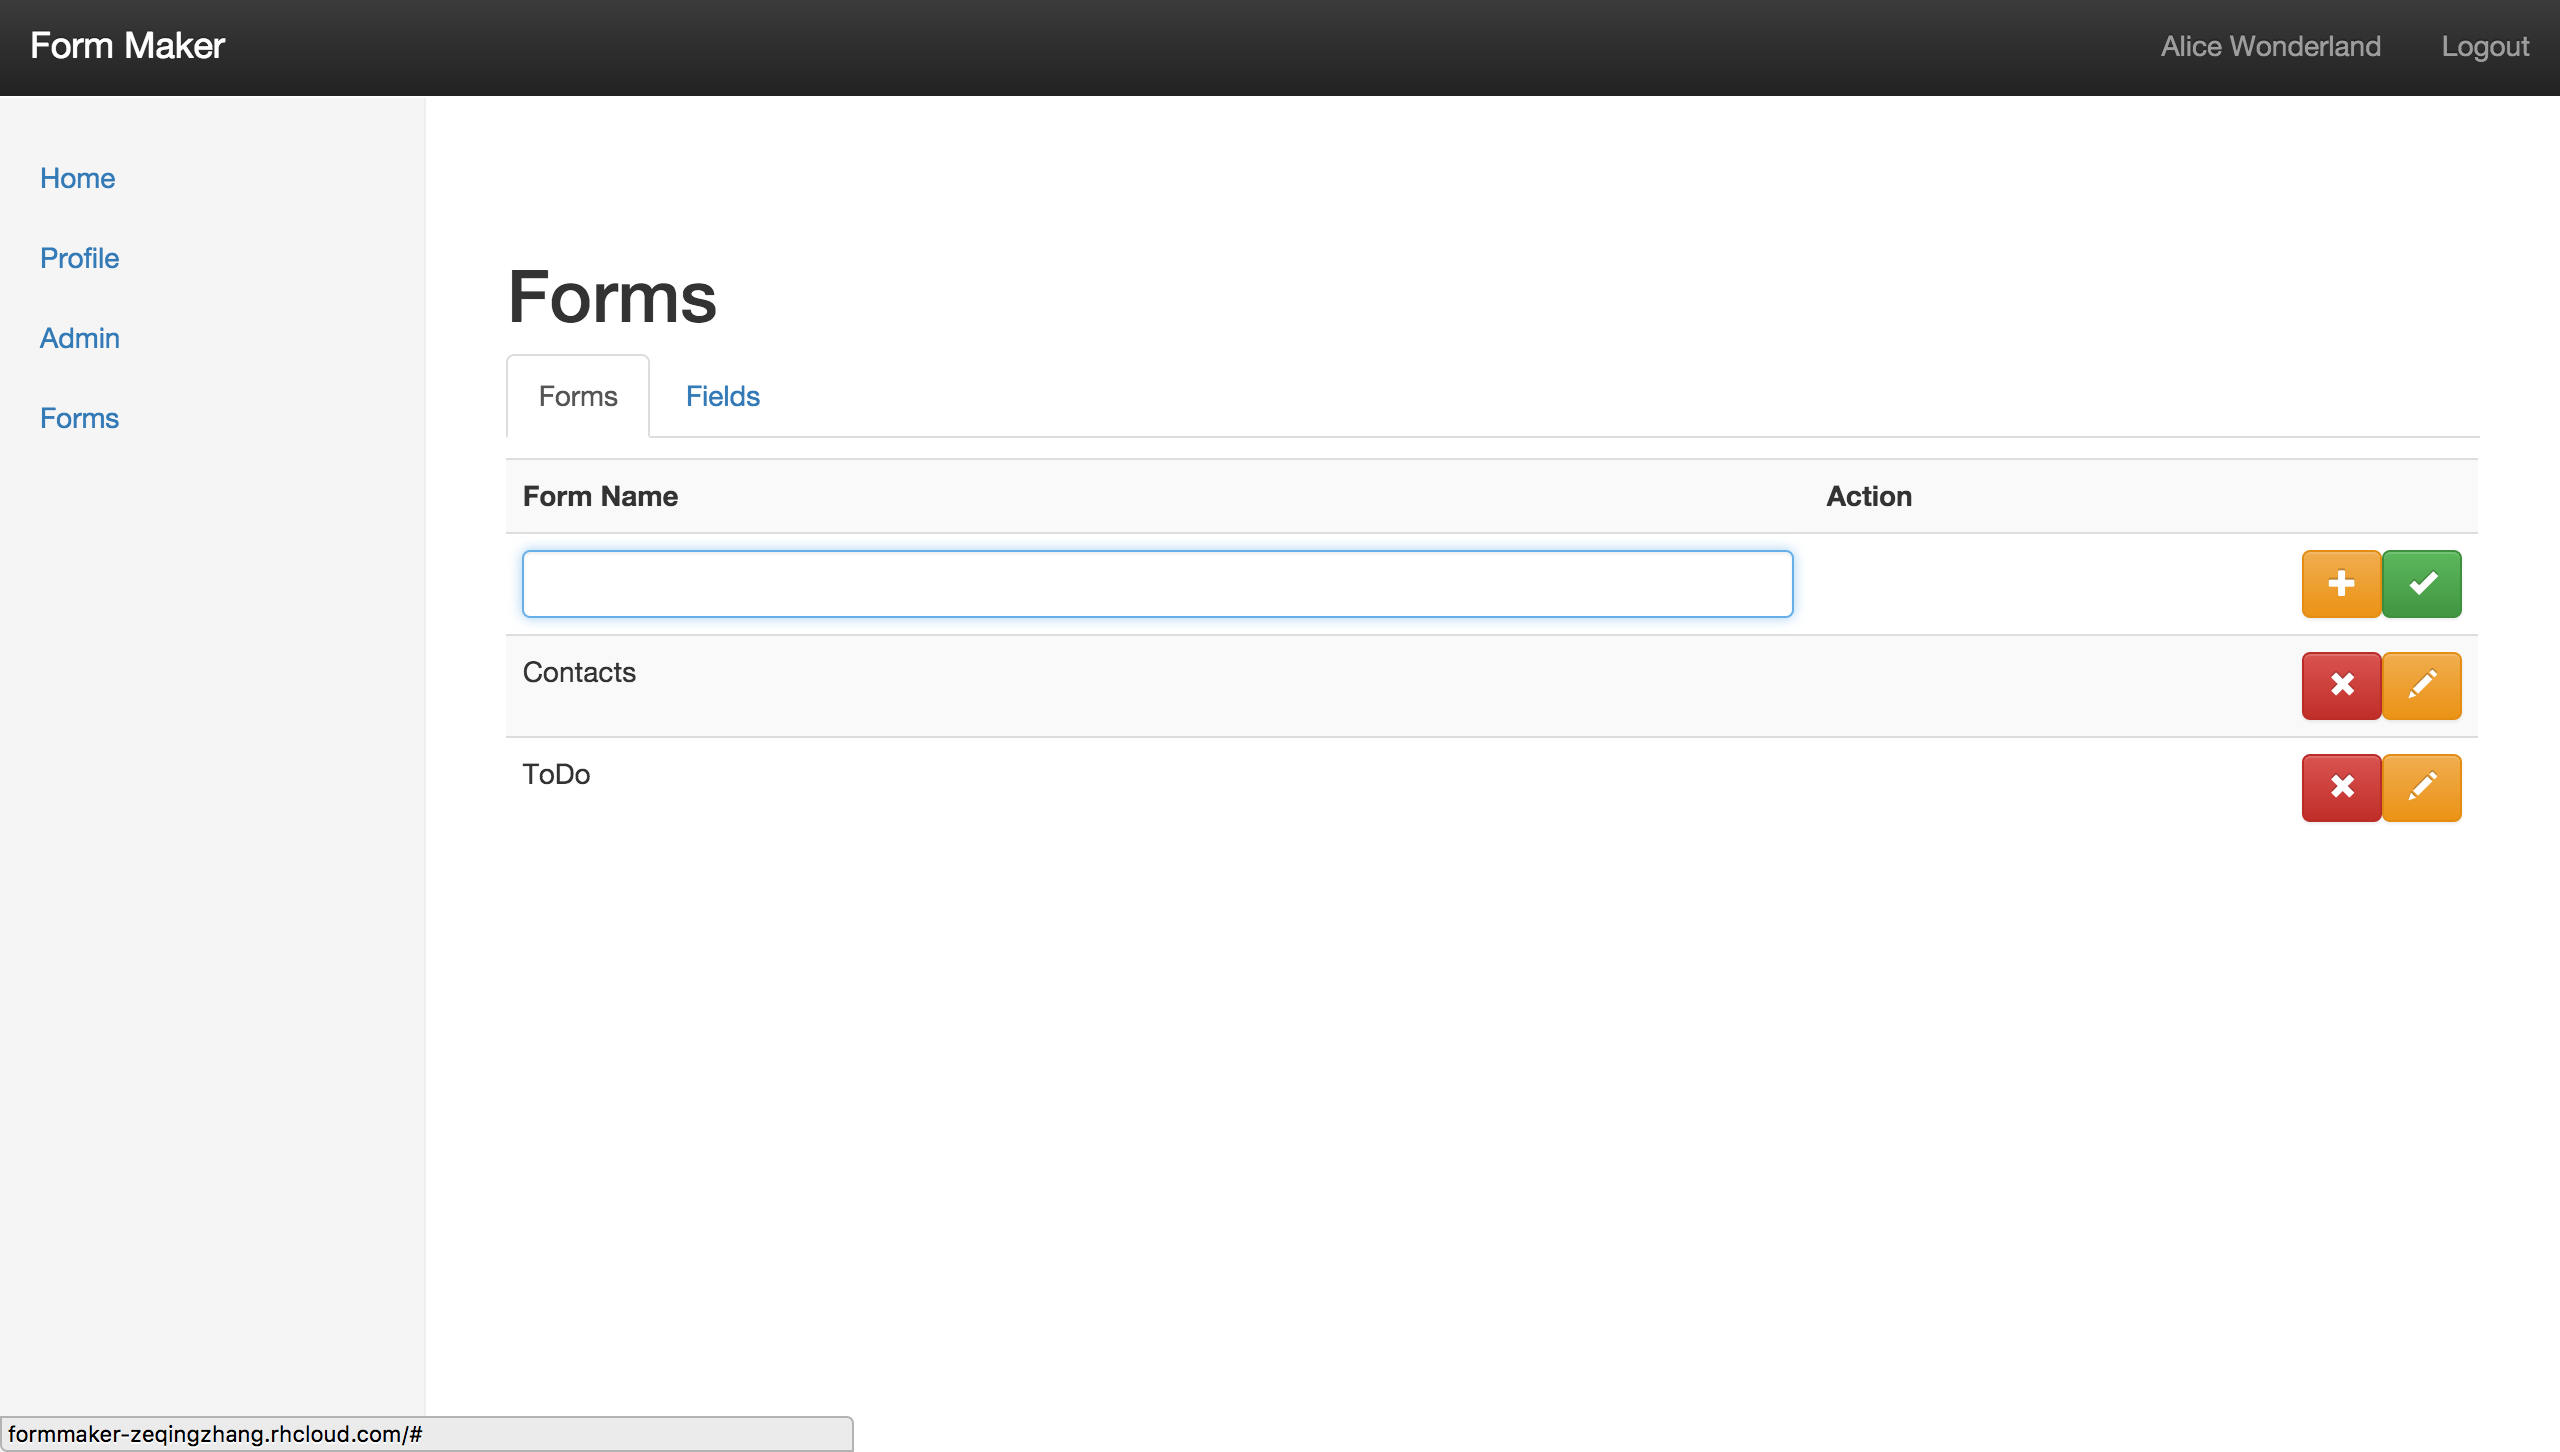 Form Maker
Alice Wonderland
Logout
Home
Profile
Admin
Forms
Forms
Forms
Fields
Form Name
Action
Contacts
ToDo
formmaker-zeqingzhang.rhcloud.com/#